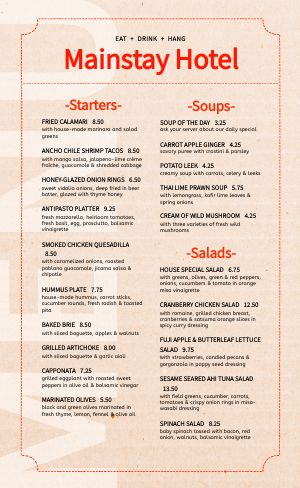 EAT + DRINK + HANG
Mainstay Hotel
-Starters-
FRIED CALAMARI 8.50
with house-made marinara and salad
greens
ANCHO CHILE SHRIMP TACOS 8.50
with mango salsa, jalapeno-lime crème
fraîche, guacamole & shredded cabbage
HONEY-GLAZED ONION RINGS 6.50
sweet vidalia onions, deep fried in beer
batter, glazed with thyme honey
ANTIPASTO PLATTER 9.25
fresh mozzarella, heirloom tomatoes,
fresh basil, egg, prosciutto, balsamic
vinaigrette
SMOKED CHICKEN QUESADILLA
8.50
with caramelized onions, roasted
poblano guacamole, jicama salsa &
chipotle
HUMMUS PLATE 7.75
house-made hummus, carrot sticks,
cucumber rounds, fresh radish & toasted
pita
BAKED BRIE 8.50
with sliced baguette, apples & walnuts
GRILLED ARTICHOKE 8.00
with sliced baguette & garlic aioli
CAPPONATA 7.25
grilled eggplant with roasted sweet
peppers in olive oil & balsamic vinegar
MARINATED OLIVES 5.50
black and green olives marinated in
fresh thyme, lemon, fennel & olive oil
-Soups-
SOUP OF THE DAY 3.25
ask your server about our daily special
CARROT APPLE GINGER 4.25
savory puree with crostini & parsley
POTATO LEEK 4.25
creamy soup with carrots, celery & leeks
THAI LIME PRAWN SOUP 5.75
with lemongrass, kafir lime leaves &
spring onions
CREAM OF WILD MUSHROOM 4.25
with three varieties of fresh wild
mushrooms
-Salads-
HOUSE SPECIAL SALAD 6.75
with greens, olives, green & red peppers,
onions, cucumbers & tomato in orange
miso vinaigrette
CRANBERRY CHICKEN SALAD 12.50
with romaine, grilled chicken breast,
cranberries & satsuma orange slices in
spicy curry dressing
FUJI APPLE & BUTTERLEAF LETTUCE
SALAD 9.75
with strawberries, candied pecans &
gorgonzola in poppy seed dressing
SESAME SEARED AHI TUNA SALAD
13.50
with field greens, cucumber, carrots,
tomatoes & crispy onion rings in miso-
wasabi dressing
SPINACH SALAD 8.25
baby spinach tossed with bacon, red
onion, walnuts, balsamic vinaigrette